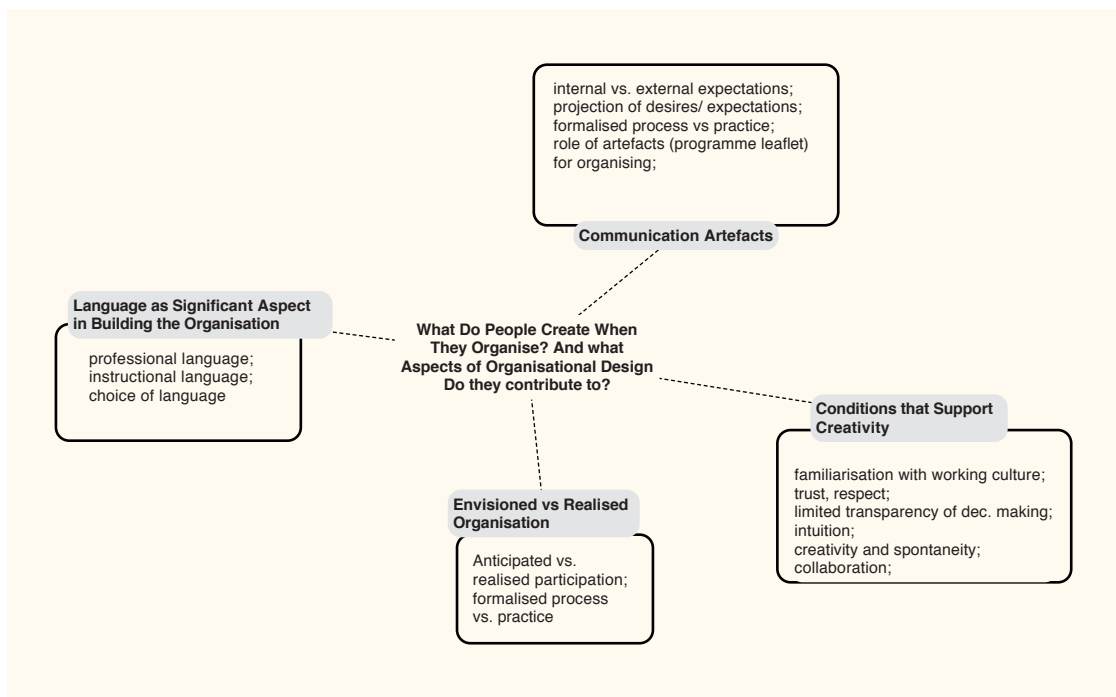 internal vs. external expectations;
projection of desires/ expectations;
formalised process vs practice;
role of artefacts (programme leaflet)
for organising;
Communication Artefacts
Language as Significant Aspect
in Building the Organisation
professional language;
instructional language;
choice of language
What Do People Create When
They Organise? And what
Aspects of Organisational Design
Do they contribute to?
Conditions that Support
Creativity
familiarisation with working culture;
trust, respect;
limited transparency of dec. making;
intuition;
creativity and spontaneity;
collaboration;
Envisioned vs Realised
Organisation
Anticipated vs.
realised participation;
formalised process
vs. practice